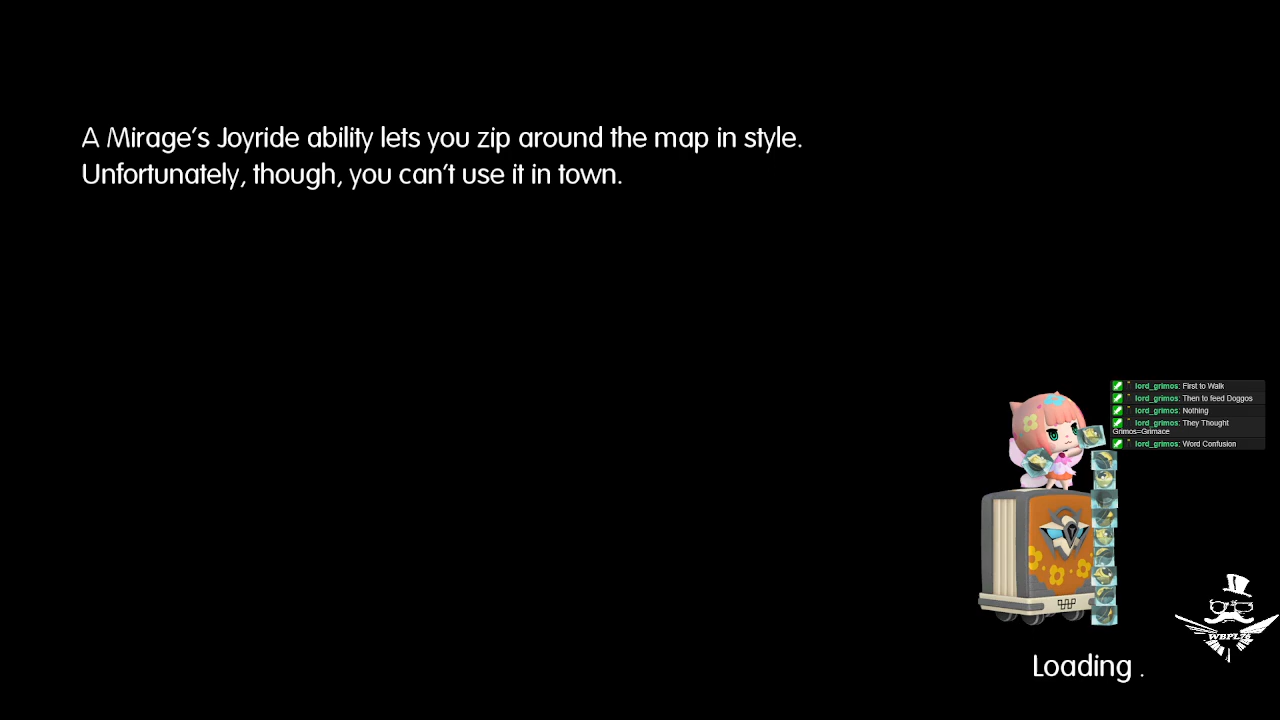 A Mirage's Joyride ability lets you zip around the map in style.
Unfortunately, though, you can't use it in town.
lord_grimos: First to Walk
lord_grimos: Then to feed Doggos
lord_grimos: Nothing
lord_grimos: They Thought
Grimos=Grimace
lord_grimos: Word Confusion
WBPL74
Loading .